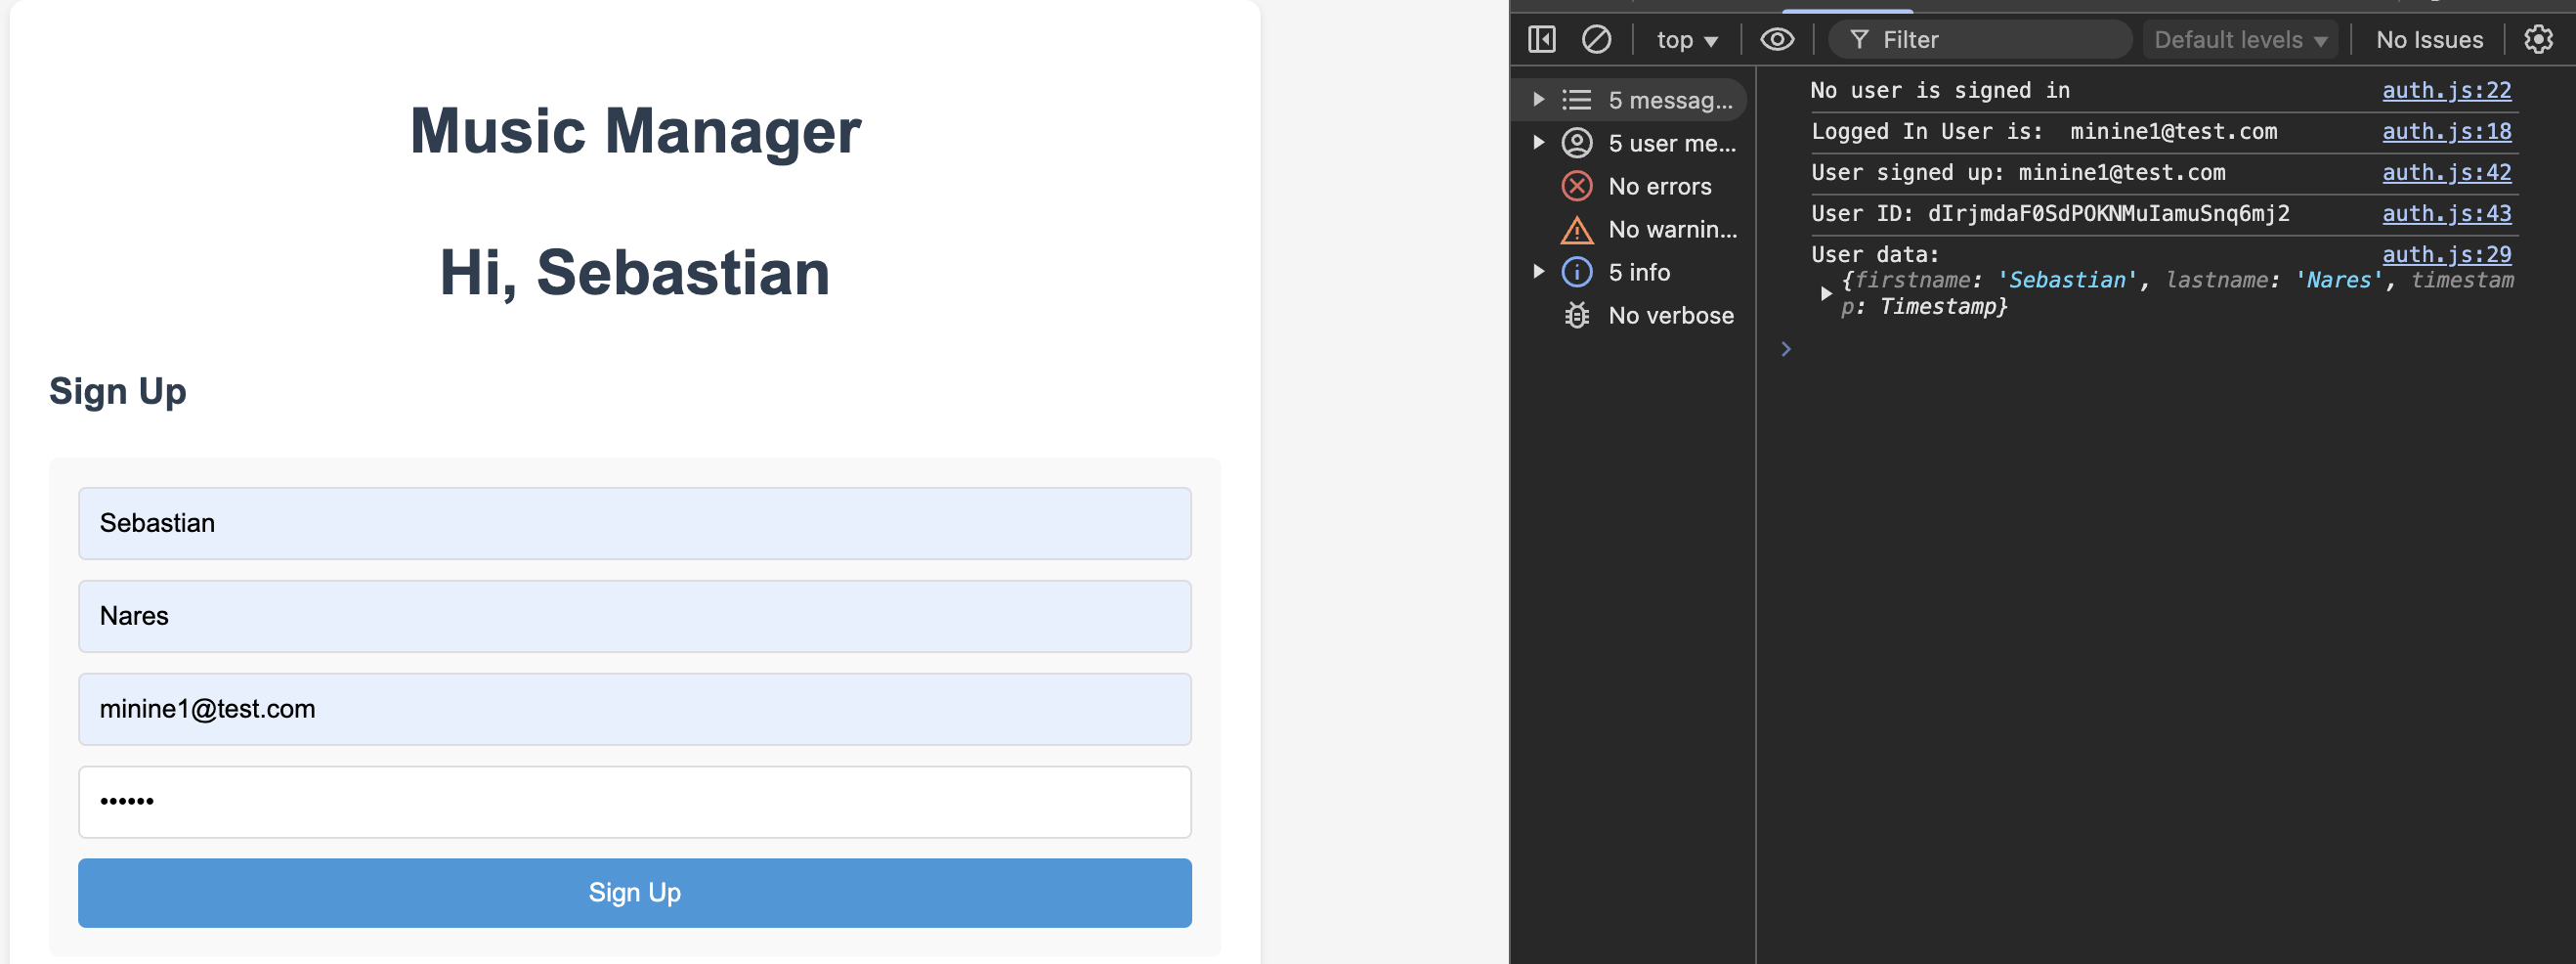 Music Manager
Hi, Sebastian
Sign Up
Sebastian
Nares
minine1@test.com
••••••
Sign Up
top
Filter
Default levels
No Issues
5 messag...
5 user me...
No errors
No warnin...
5 info
No verbose
No user is signed in auth.js:22
Logged In User is:  minine1@test.com auth.js:18
User signed up: minine1@test.com auth.js:42
User ID: dIrjmdaF0SdPOKNMuIamuSnq6mj2 auth.js:43
User data: auth.js:29
{firstname: 'Sebastian', lastname: 'Nares', timestam
p: Timestamp}